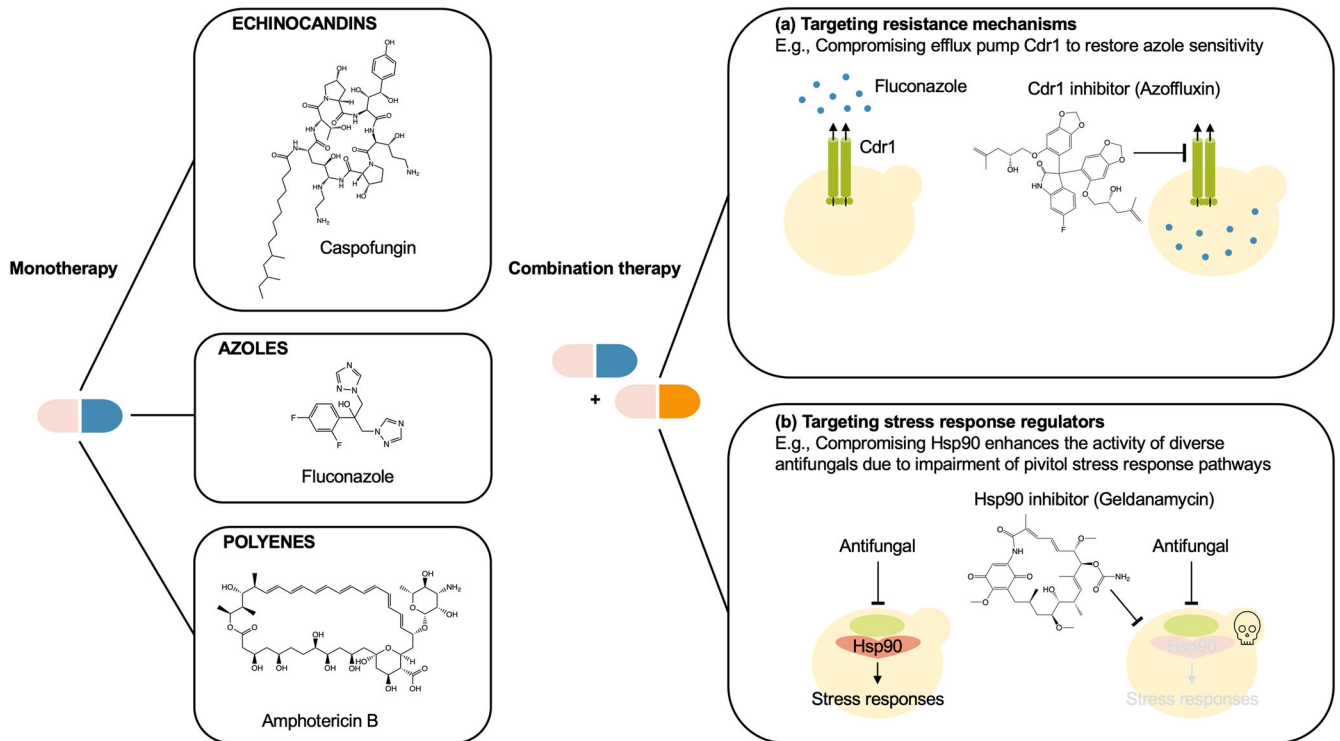 Monotherapy
ECHINOCANDINS
Caspofungin
AZOLES
Fluconazole
POLYENES
Amphotericin B
Combination therapy
+
(a) Targeting resistance mechanisms
E.g., Compromising efflux pump Cdr1 to restore azole sensitivity
Fluconazole
Cdr1
Cdr1 inhibitor (Azoffluxin)
(b) Targeting stress response regulators
E.g., Compromising Hsp90 enhances the activity of diverse
antifungals due to impairment of pivitol stress response pathways
Hsp90 inhibitor (Geldanamycin)
Antifungal
Hsp90
Stress responses
Antifungal
Hsp90
Stress responses